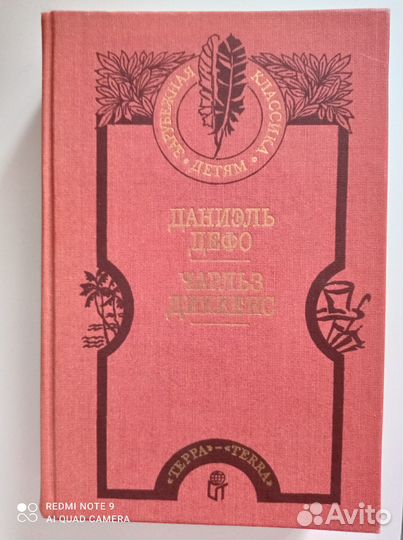 ЗАРУБЕЖНАЯ КЛАССИКА
• ДЕТЯМ •
ДАНИЭЛЬ
ДЕФО
ЧАРЛЬЗ
ДИККЕНС
«ТЕРРА»–«TERRA»
REDMI NOTE 9
AI QUAD CAMERA
Avito